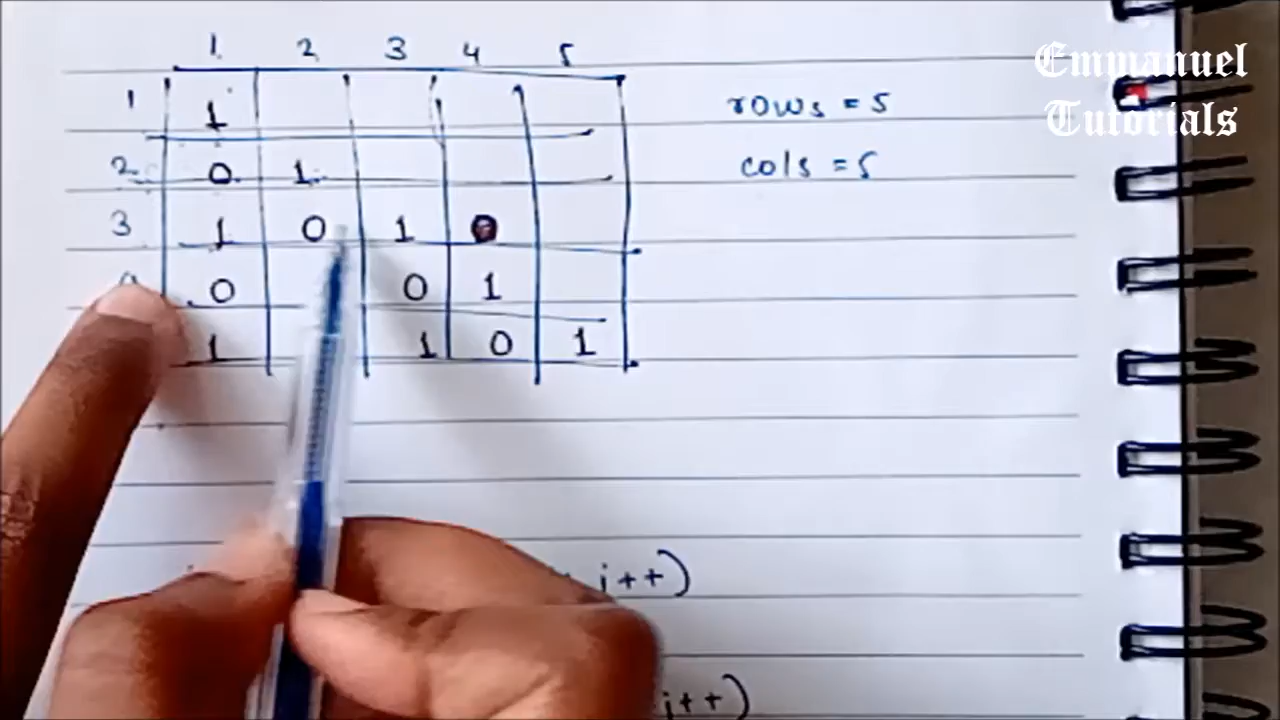 1 2 3 4 5
1 1
2 0 1
3 1 0 1
0 0 1
1 1 0 1
rows = 5
cols = 5
j++)
j++)
Emmanuel
Tutorials